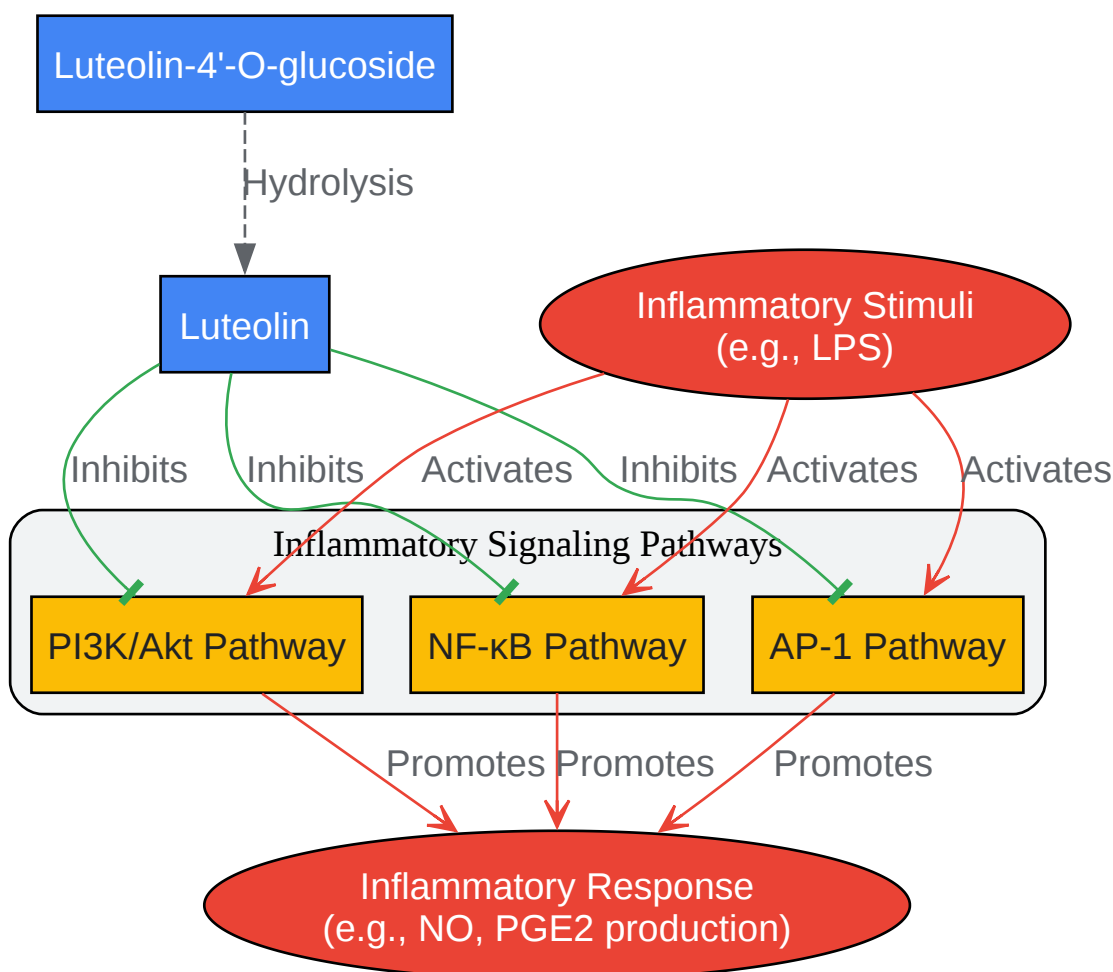 Luteolin-4'-O-glucoside
Hydrolysis
Luteolin
Inflammatory Stimuli
(e.g., LPS)
Inhibits
Inhibits
Activates
Inhibits
Activates
Activates
Inflammatory Signaling Pathways
PI3K/Akt Pathway
NF-κB Pathway
AP-1 Pathway
Promotes
Promotes
Promotes
Inflammatory Response
(e.g., NO, PGE2 production)